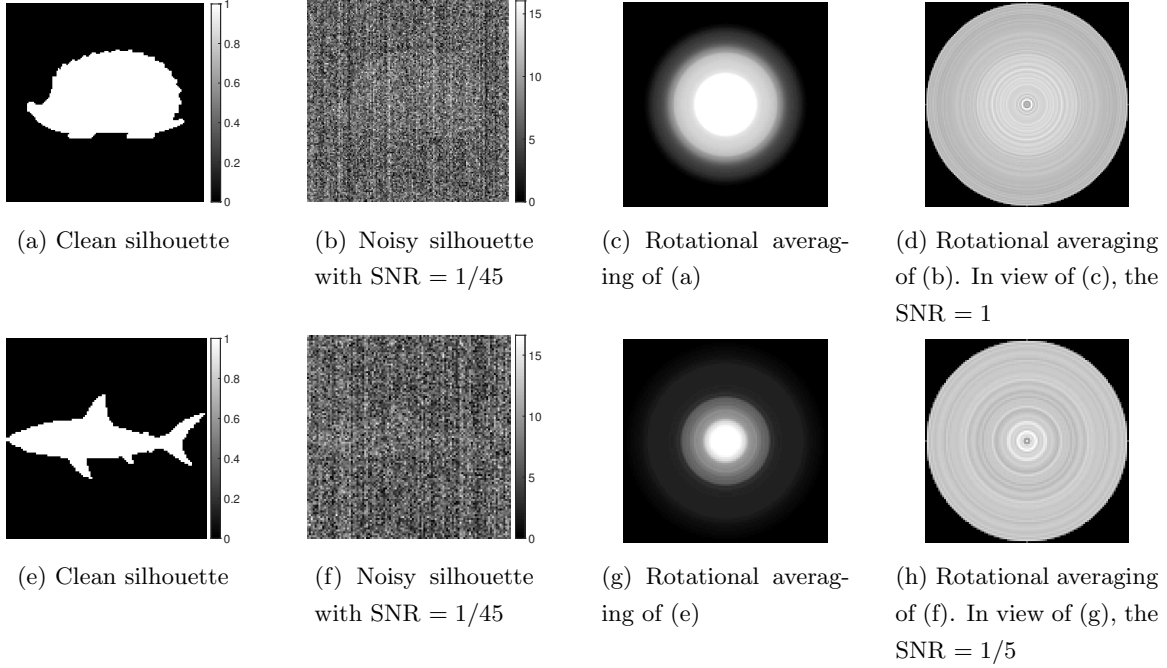 1
0.8
0.6
0.4
0.2
0
15
10
5
0
(a) Clean silhouette
(b) Noisy silhouette
with SNR = 1/45
(c) Rotational averag-
ing of (a)
(d) Rotational averaging
of (b). In view of (c), the
SNR = 1
1
0.8
0.6
0.4
0.2
0
15
10
5
0
(e) Clean silhouette
(f) Noisy silhouette
with SNR = 1/45
(g) Rotational averag-
ing of (e)
(h) Rotational averaging
of (f). In view of (g), the
SNR = 1/5